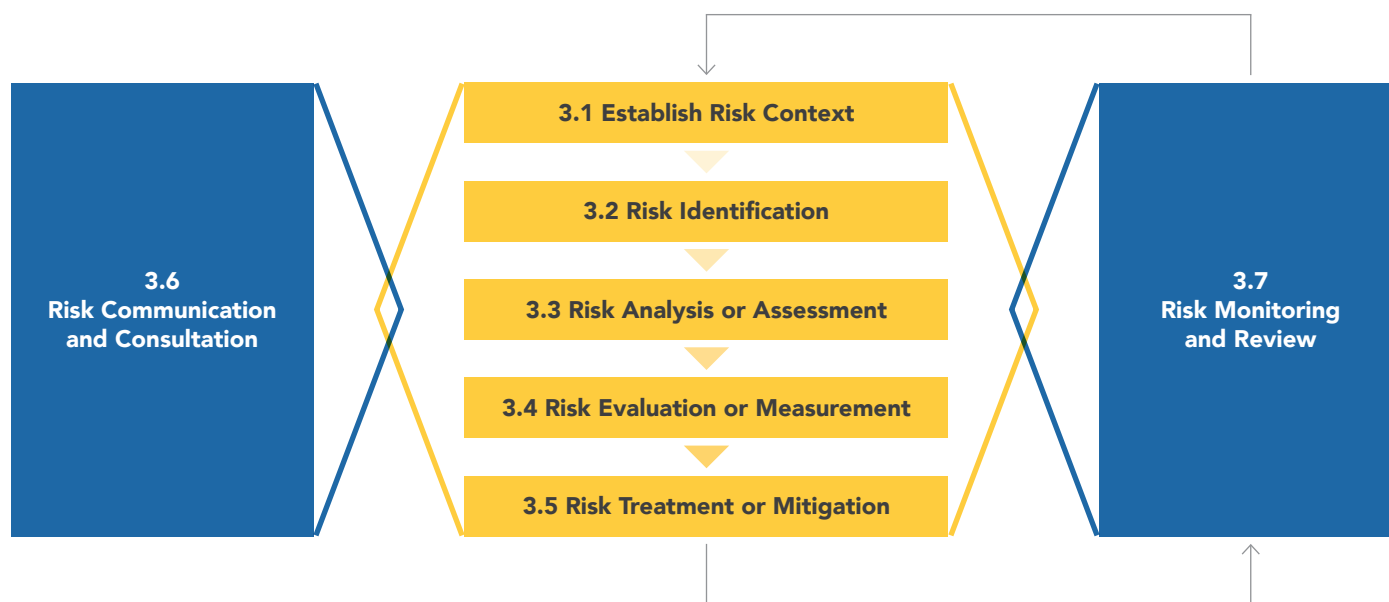 3.1 Establish Risk Context
3.2 Risk Identification
3.3 Risk Analysis or Assessment
3.4 Risk Evaluation or Measurement
3.5 Risk Treatment or Mitigation
3.6
Risk Communication
and Consultation
3.7
Risk Monitoring
and Review